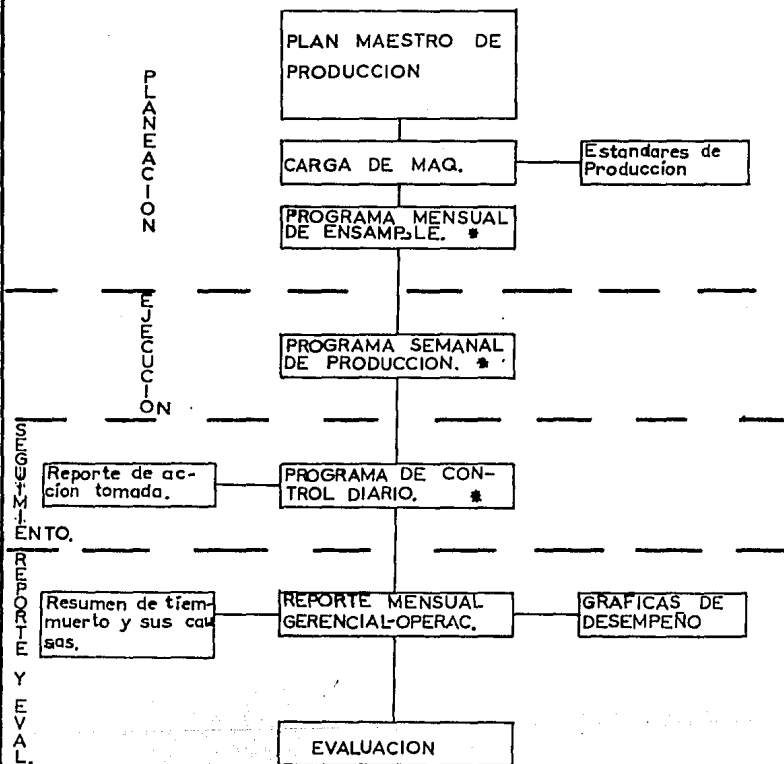 PLANEACION
PLAN MAESTRO DE
PRODUCCION
CARGA DE MAQ.
Estandares de
Produccion
PROGRAMA MENSUAL
DE ENSAMBLE. *
EJECUCION
PROGRAMA SEMANAL
DE PRODUCCION. *
SEGUIMIENTO.
Reporte de ac-
cion tomada.
PROGRAMA DE CON-
TROL DIARIO. *
REPORTE Y EVAL.
Resumen de tiem-
muerto y sus cau
sas.
REPORTE MENSUAL
GERENCIAL-OPERAC.
GRAFICAS DE
DESEMPEÑO
EVALUACION